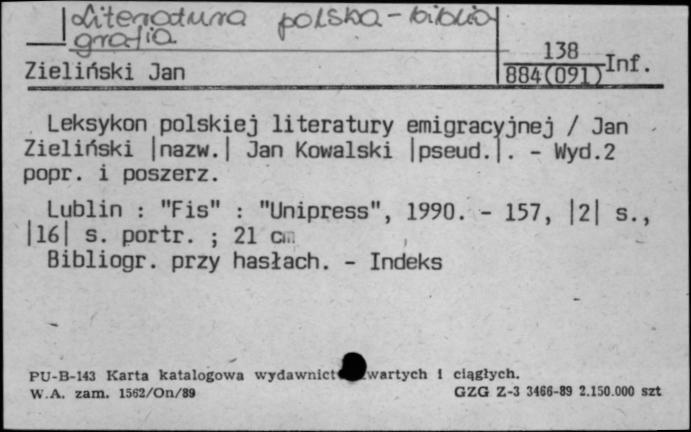 Literatura polska - biblio
grafia
138
884(091) Inf.
Zieliński Jan
Leksykon polskiej literatury emigracyjnej / Jan
Zieliński |nazw.| Jan Kowalski |pseud.|. - Wyd.2
popr. i poszerz.
Lublin : "Fis" : "Unipress", 1990. - 157, |2| s.,
|16| s. portr. ; 21 cm
Bibliogr. przy hasłach. - Indeks
PU-B-143 Karta katalogowa wydawnict wartych i ciągłych.
W.A. zam. 1562/On/89 GZG Z-3 3466-89 2.150.000 szt